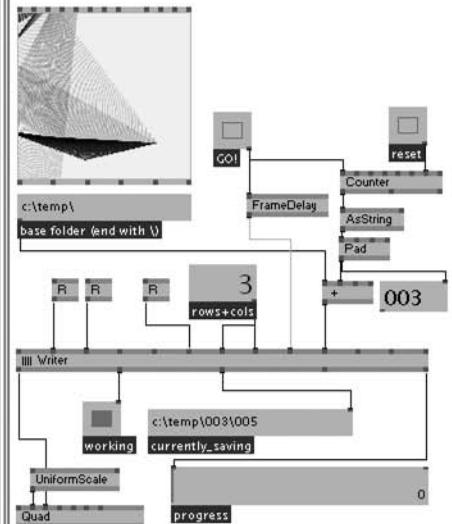 GO!
reset
Counter
c:\temp\
FrameDelay
AsString
base folder (end with \)
Pad
R
R
R
3
+
003
rows+cols
Writer
c:\temp\003\005
working
currently_saving
UniformScale
0
Quad
progress